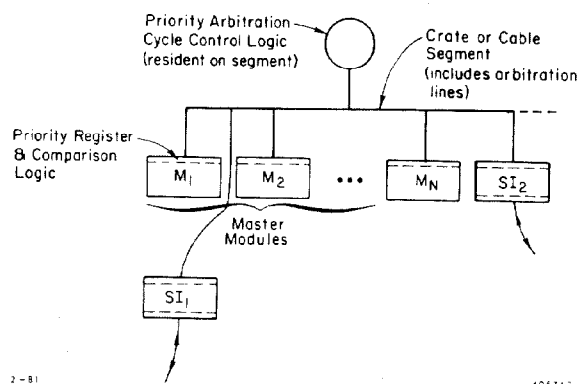 Priority Arbitration
Cycle Control Logic
(resident on segment)
Crate or Cable
Segment
(includes arbitration
lines)
Priority Register
& Comparison
Logic
M1
M2
•••
MN
SI2
Master
Modules
SI1
2-81